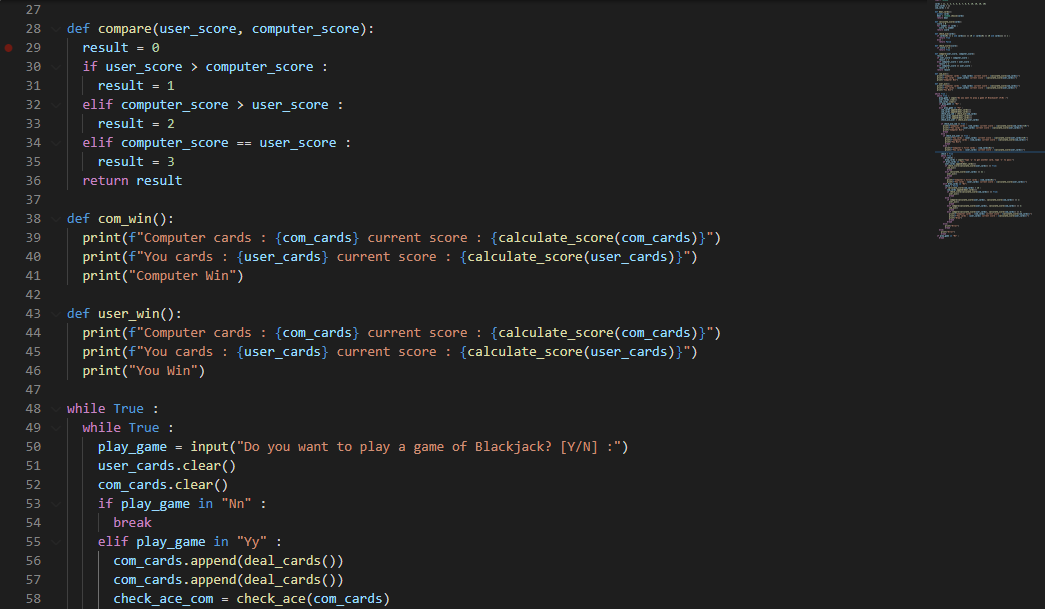 27
28 def compare(user_score, computer_score):
29 result = 0
30 if user_score > computer_score :
31 result = 1
32 elif computer_score > user_score :
33 result = 2
34 elif computer_score == user_score :
35 result = 3
36 return result
37
38 def com_win():
39 print(f"Computer cards : {com_cards} current score : {calculate_score(com_cards)}")
40 print(f"You cards : {user_cards} current score : {calculate_score(user_cards)}")
41 print("Computer Win")
42
43 def user_win():
44 print(f"Computer cards : {com_cards} current score : {calculate_score(com_cards)}")
45 print(f"You cards : {user_cards} current score : {calculate_score(user_cards)}")
46 print("You Win")
47
48 while True :
49 while True :
50 play_game = input("Do you want to play a game of Blackjack? [Y/N] :")
51 user_cards.clear()
52 com_cards.clear()
53 if play_game in "Nn" :
54 break
55 elif play_game in "Yy" :
56 com_cards.append(deal_cards())
57 com_cards.append(deal_cards())
58 check_ace_com = check_ace(com_cards)